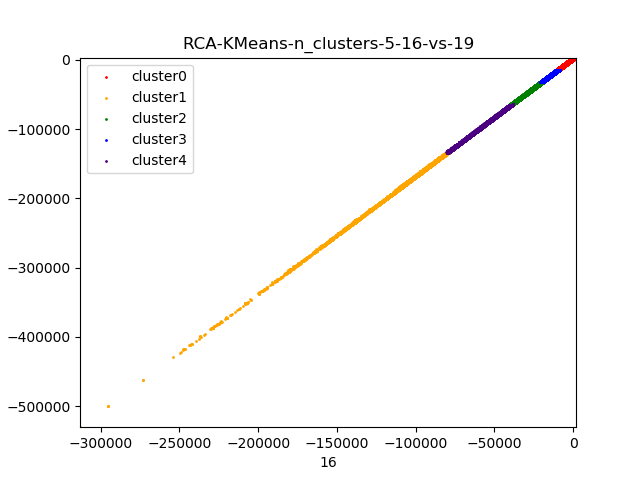 RCA-KMeans-n_clusters-5-16-vs-19
0
−100000
−200000
−300000
−400000
−500000
cluster0
cluster1
cluster2
cluster3
cluster4
−300000 −250000 −200000 −150000 −100000 −50000 0
16